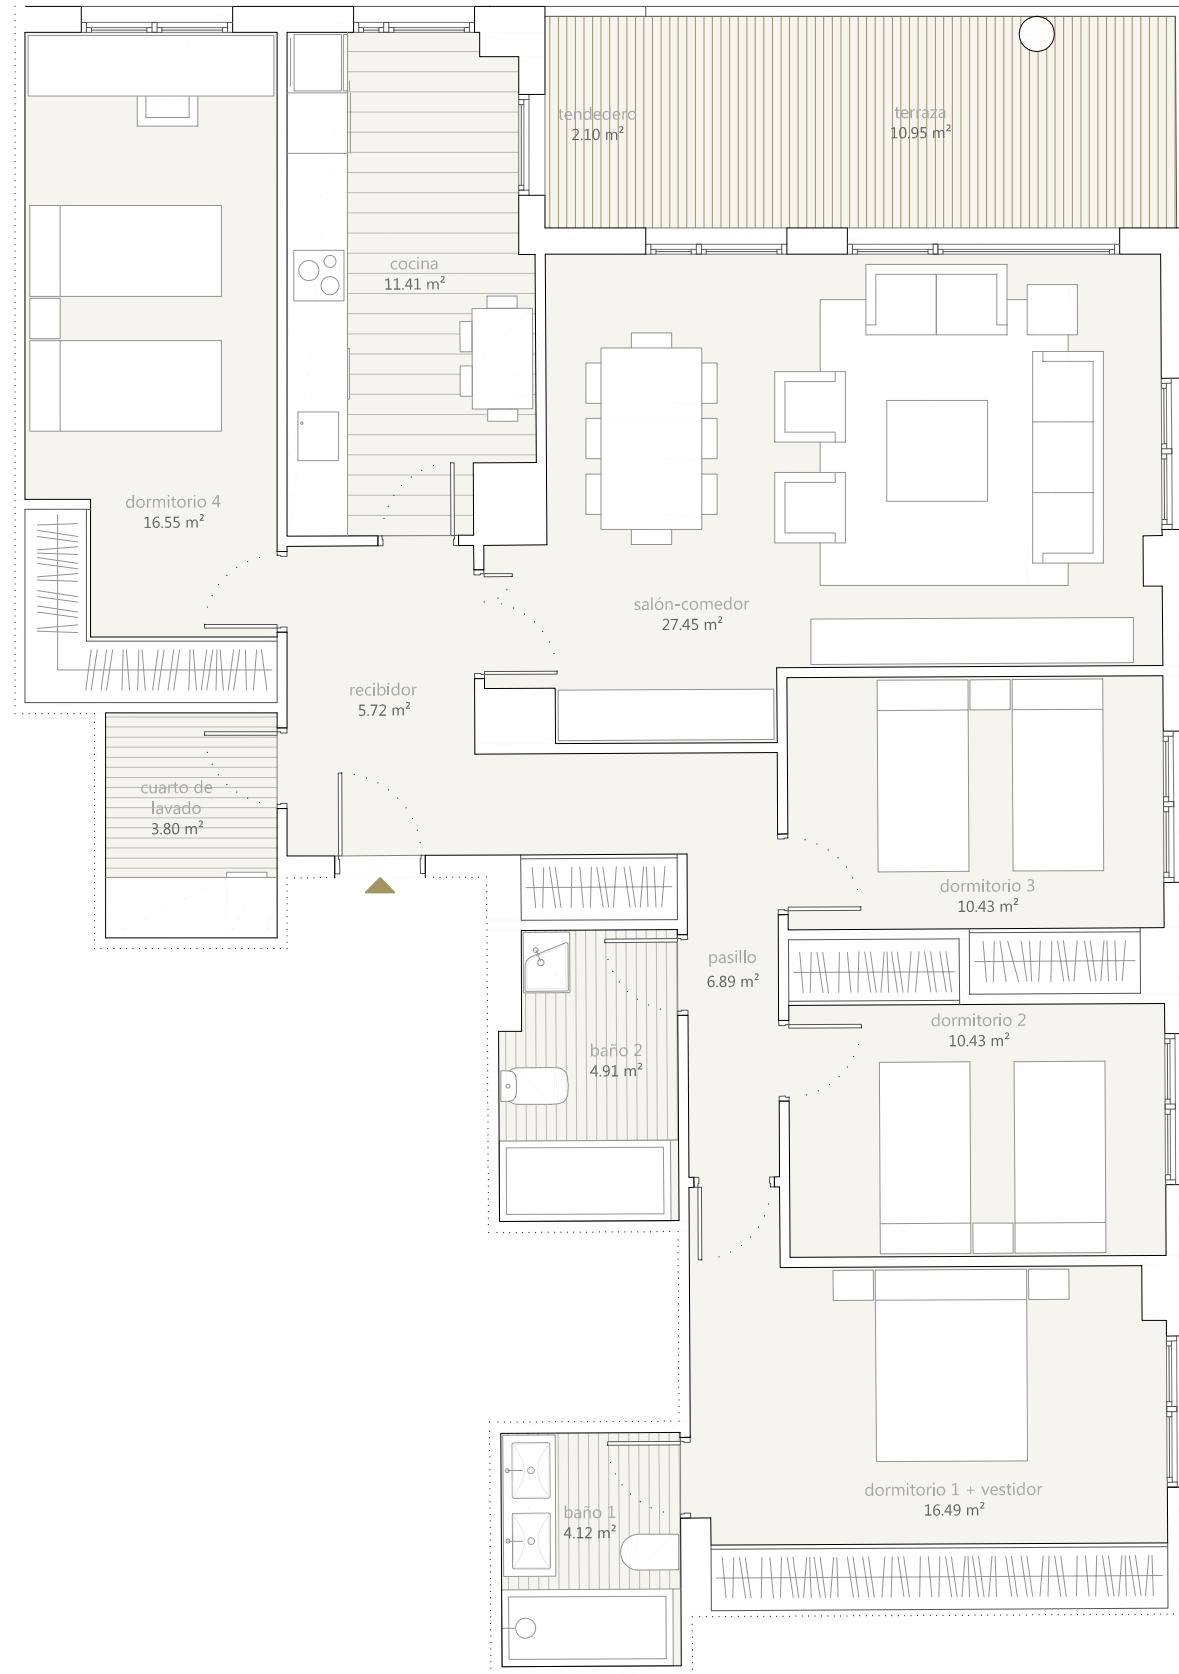 tendedero
2.10 m²
terraza
10.95 m²
cocina
11.41 m²
dormitorio 4
16.55 m²
salón-comedor
27.45 m²
recibidor
5.72 m²
cuarto de
lavado
3.80 m²
dormitorio 3
10.43 m²
pasillo
6.89 m²
dormitorio 2
10.43 m²
baño 2
4.91 m²
dormitorio 1 + vestidor
16.49 m²
baño 1
4.12 m²